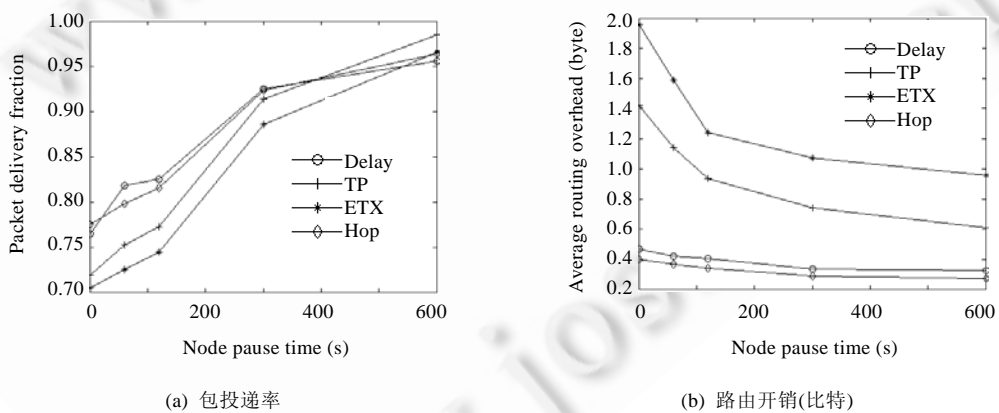 1.00
0.95
0.90
0.85
0.80
0.75
0.70
Packet delivery fraction
Delay
TP
ETX
Hop
0 200 400 600
Node pause time (s)
(a) 包投递率
2.0
1.8
1.6
1.4
1.2
1.0
0.8
0.6
0.4
0.2
Average routing overhead (byte)
Delay
TP
ETX
Hop
0 200 400 600
Node pause time (s)
(b) 路由开销(比特)